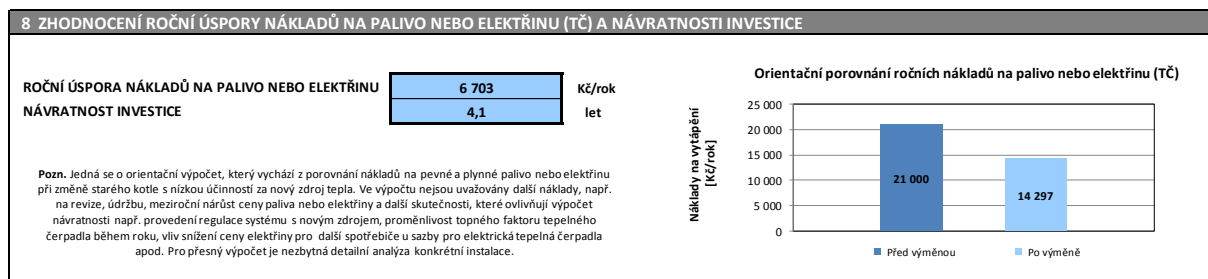 8 ZHODNOCENÍ ROČNÍ ÚSPORY NÁKLADŮ NA PALIVO NEBO ELEKTŘINU (TČ) A NÁVRATNOSTI INVESTICE
ROČNÍ ÚSPORA NÁKLADŮ NA PALIVO NEBO ELEKTŘINU 6 703 Kč/rok
NÁVRATNOST INVESTICE 4,1 let
Pozn. Jedná se o orientační výpočet, který vychází z porovnání nákladů na pevné a plynné palivo nebo elektřinu
při změně starého kotle s nízkou účinností za nový zdroj tepla. Ve výpočtu nejsou uvažovány další náklady, např.
na revize, údržbu, meziroční nárůst ceny paliva nebo elektřiny a další skutečnosti, které ovlivňují výpočet
návratnosti např. provedení regulace systému s novým zdrojem, proměnlivost topného faktoru tepelného
čerpadla během roku, vliv snížení ceny elektřiny pro další spotřebiče u sazby pro elektrická tepelná čerpadla
apod. Pro přesný výpočet je nezbytná detailní analýza konkrétní instalace.
Orientační porovnání ročních nákladů na palivo nebo elektřinu (TČ)
Náklady na vytápění
[Kč/rok]
25 000
20 000
15 000
10 000
5 000
0
21 000
14 297
Před výměnou
Po výměně